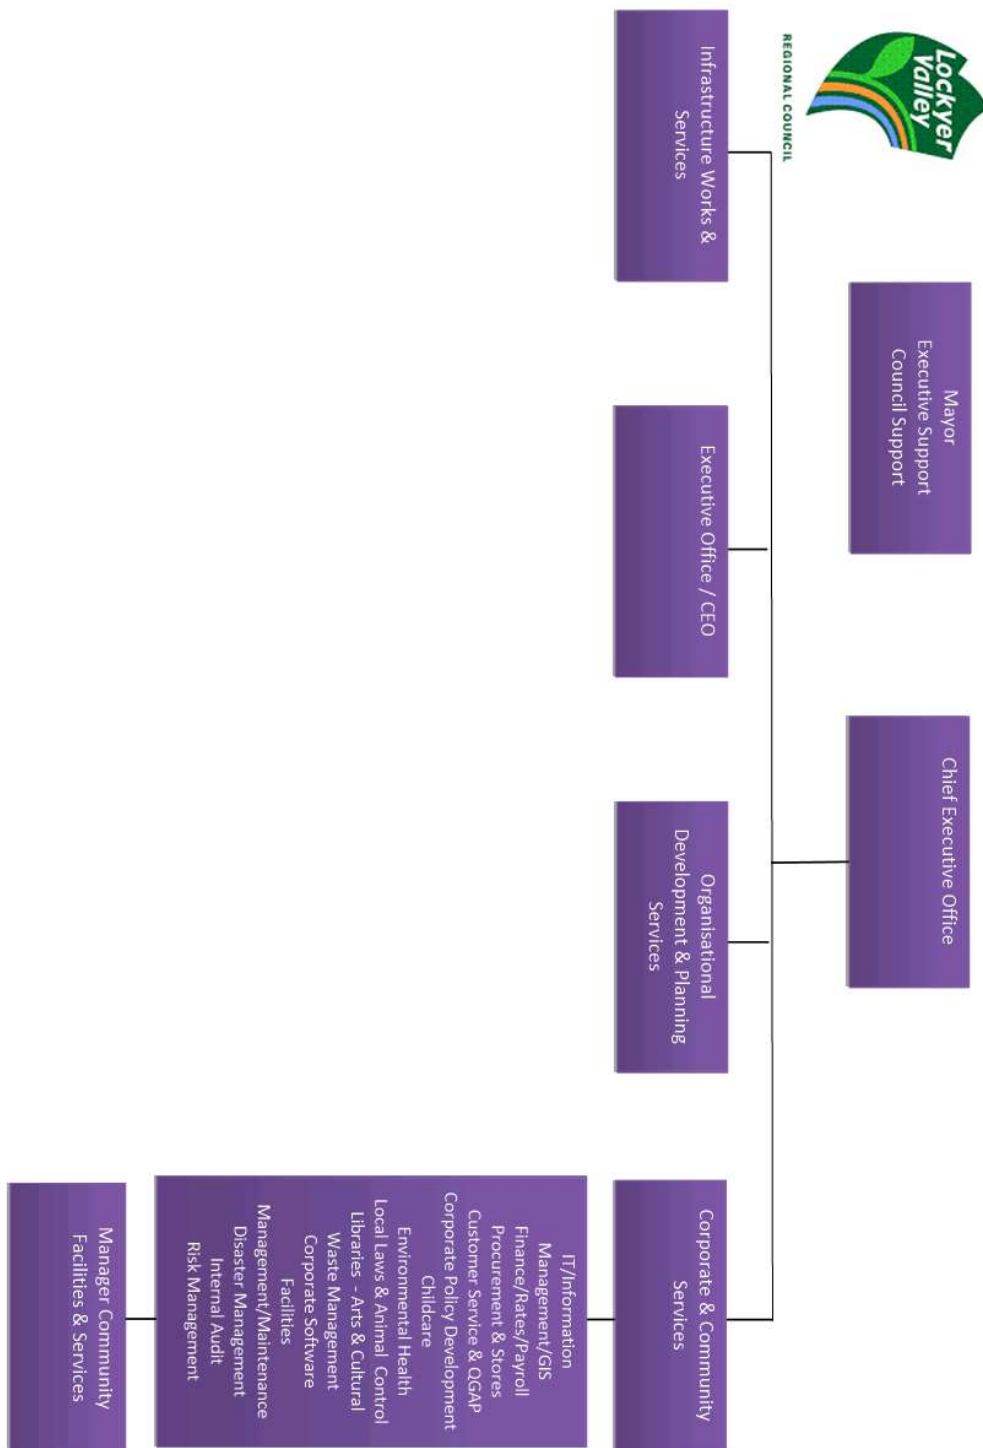 Lockyer
Valley
REGIONAL COUNCIL
Mayor
Executive Support
Council Support
Chief Executive Office
Infrastructure Works &
Services
Executive Office / CEO
Organisational
Development & Planning
Services
Corporate & Community
Services
IT/Information
Management/GIS
Finance/Rates/Payroll
Procurement & Stores
Customer Service & QGAP
Corporate Policy Development
Childcare
Environmental Health
Local Laws & Animal Control
Libraries - Arts & Cultural
Waste Management
Corporate Software
Facilities
Management/Maintenance
Disaster Management
Internal Audit
Risk Management
Manager Community
Facilities & Services